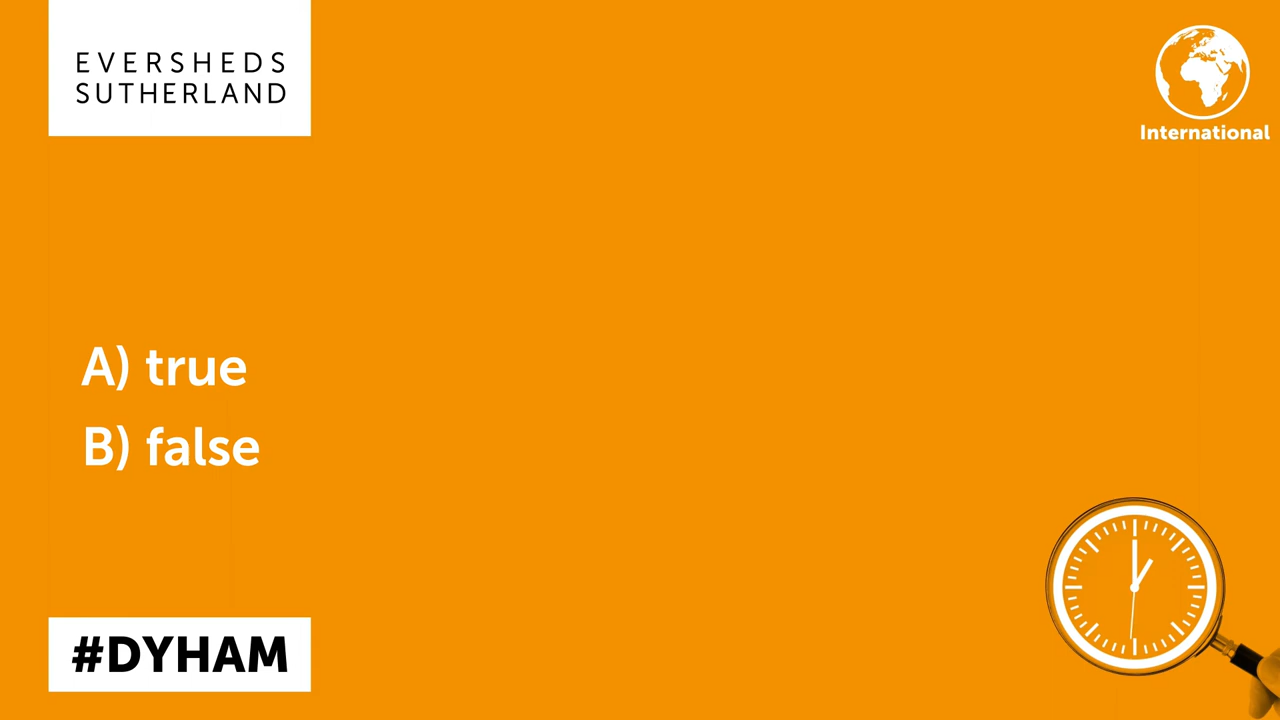 EVERSHEDS
SUTHERLAND
International
A) true
B) false
#DYHAM